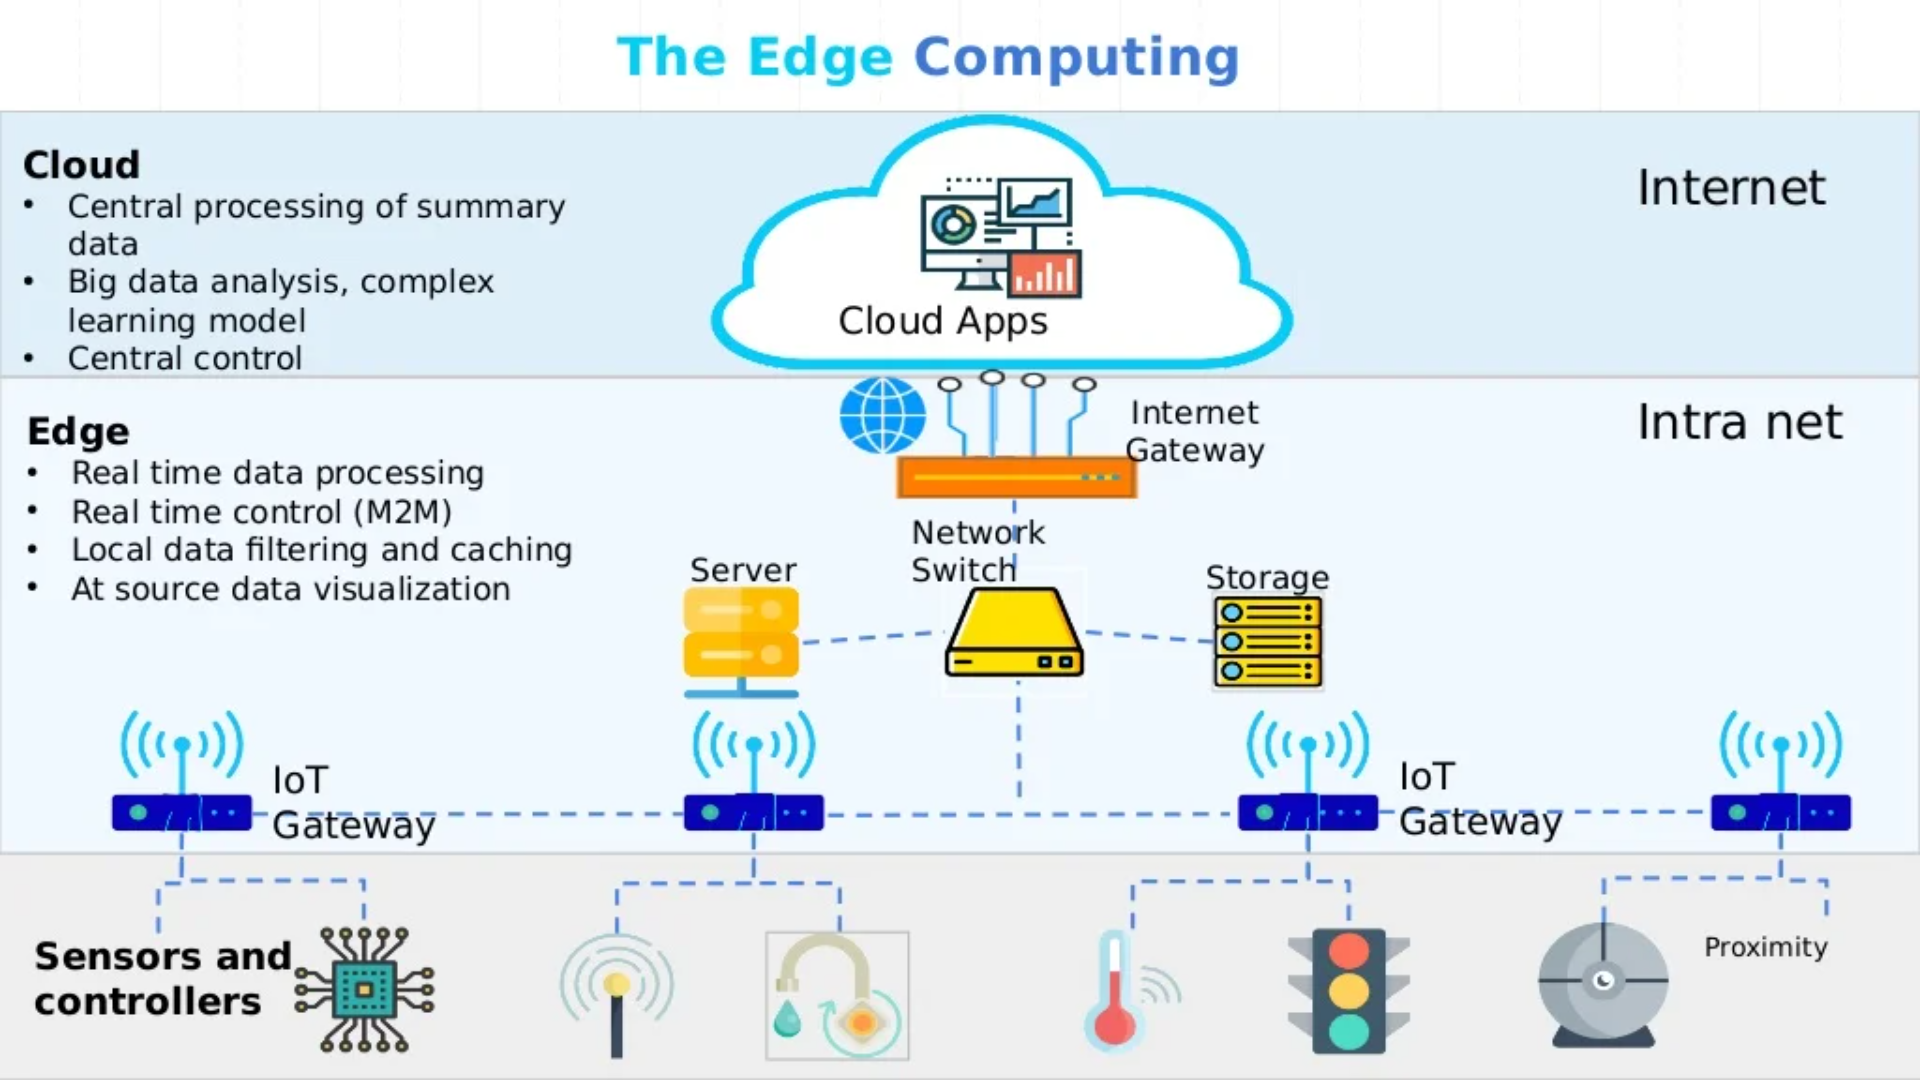 The Edge Computing
Cloud
• Central processing of summary
data
• Big data analysis, complex
learning model
• Central control
Internet
Cloud Apps
Edge
• Real time data processing
• Real time control (M2M)
• Local data filtering and caching
• At source data visualization
Internet
Gateway
Intra net
Network
Switch
Server
Storage
IoT
Gateway
IoT
Gateway
Sensors and
controllers
Proximity